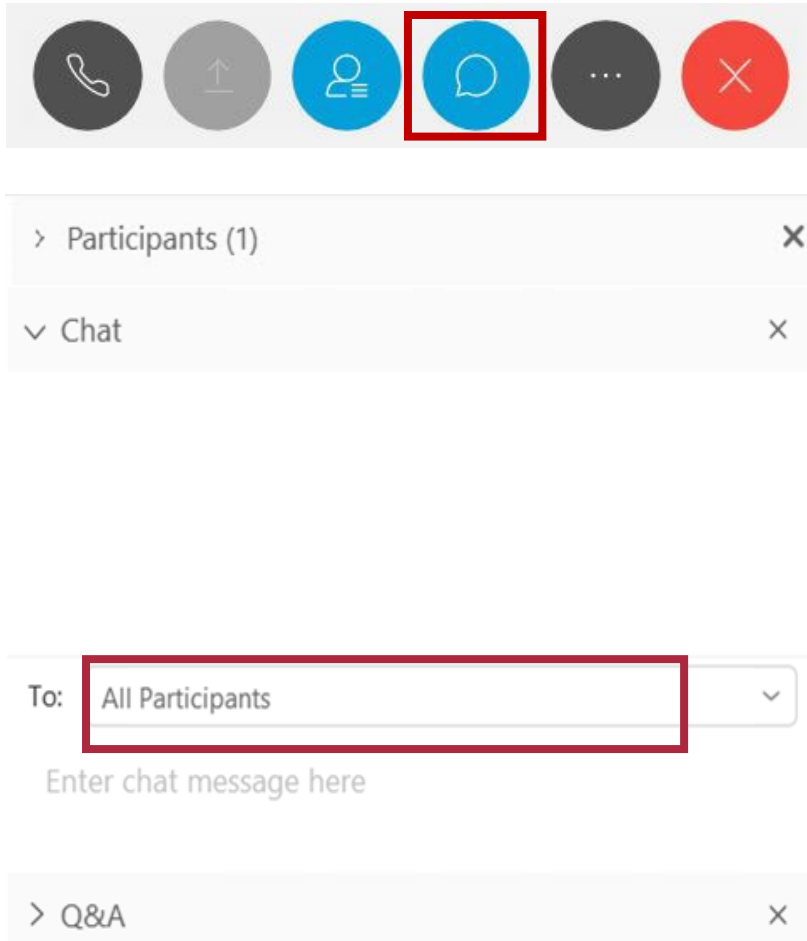 Participants (1)
Chat
To: All Participants
Enter chat message here
Q&A